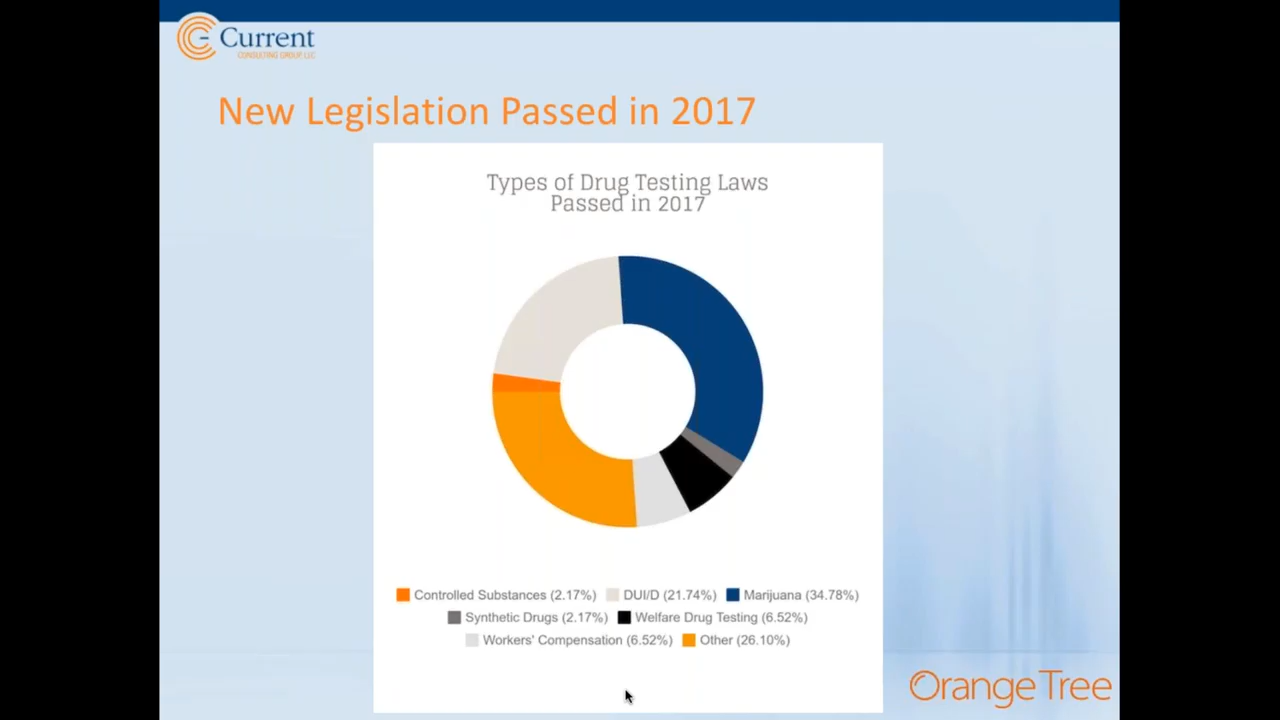 Current
CONSULTING GROUP, LLC
New Legislation Passed in 2017
Types of Drug Testing Laws
Passed in 2017
Controlled Substances (2.17%) DUI/D (21.74%) Marijuana (34.78%)
Synthetic Drugs (2.17%) Welfare Drug Testing (6.52%)
Workers' Compensation (6.52%) Other (26.10%)
OrangeTree